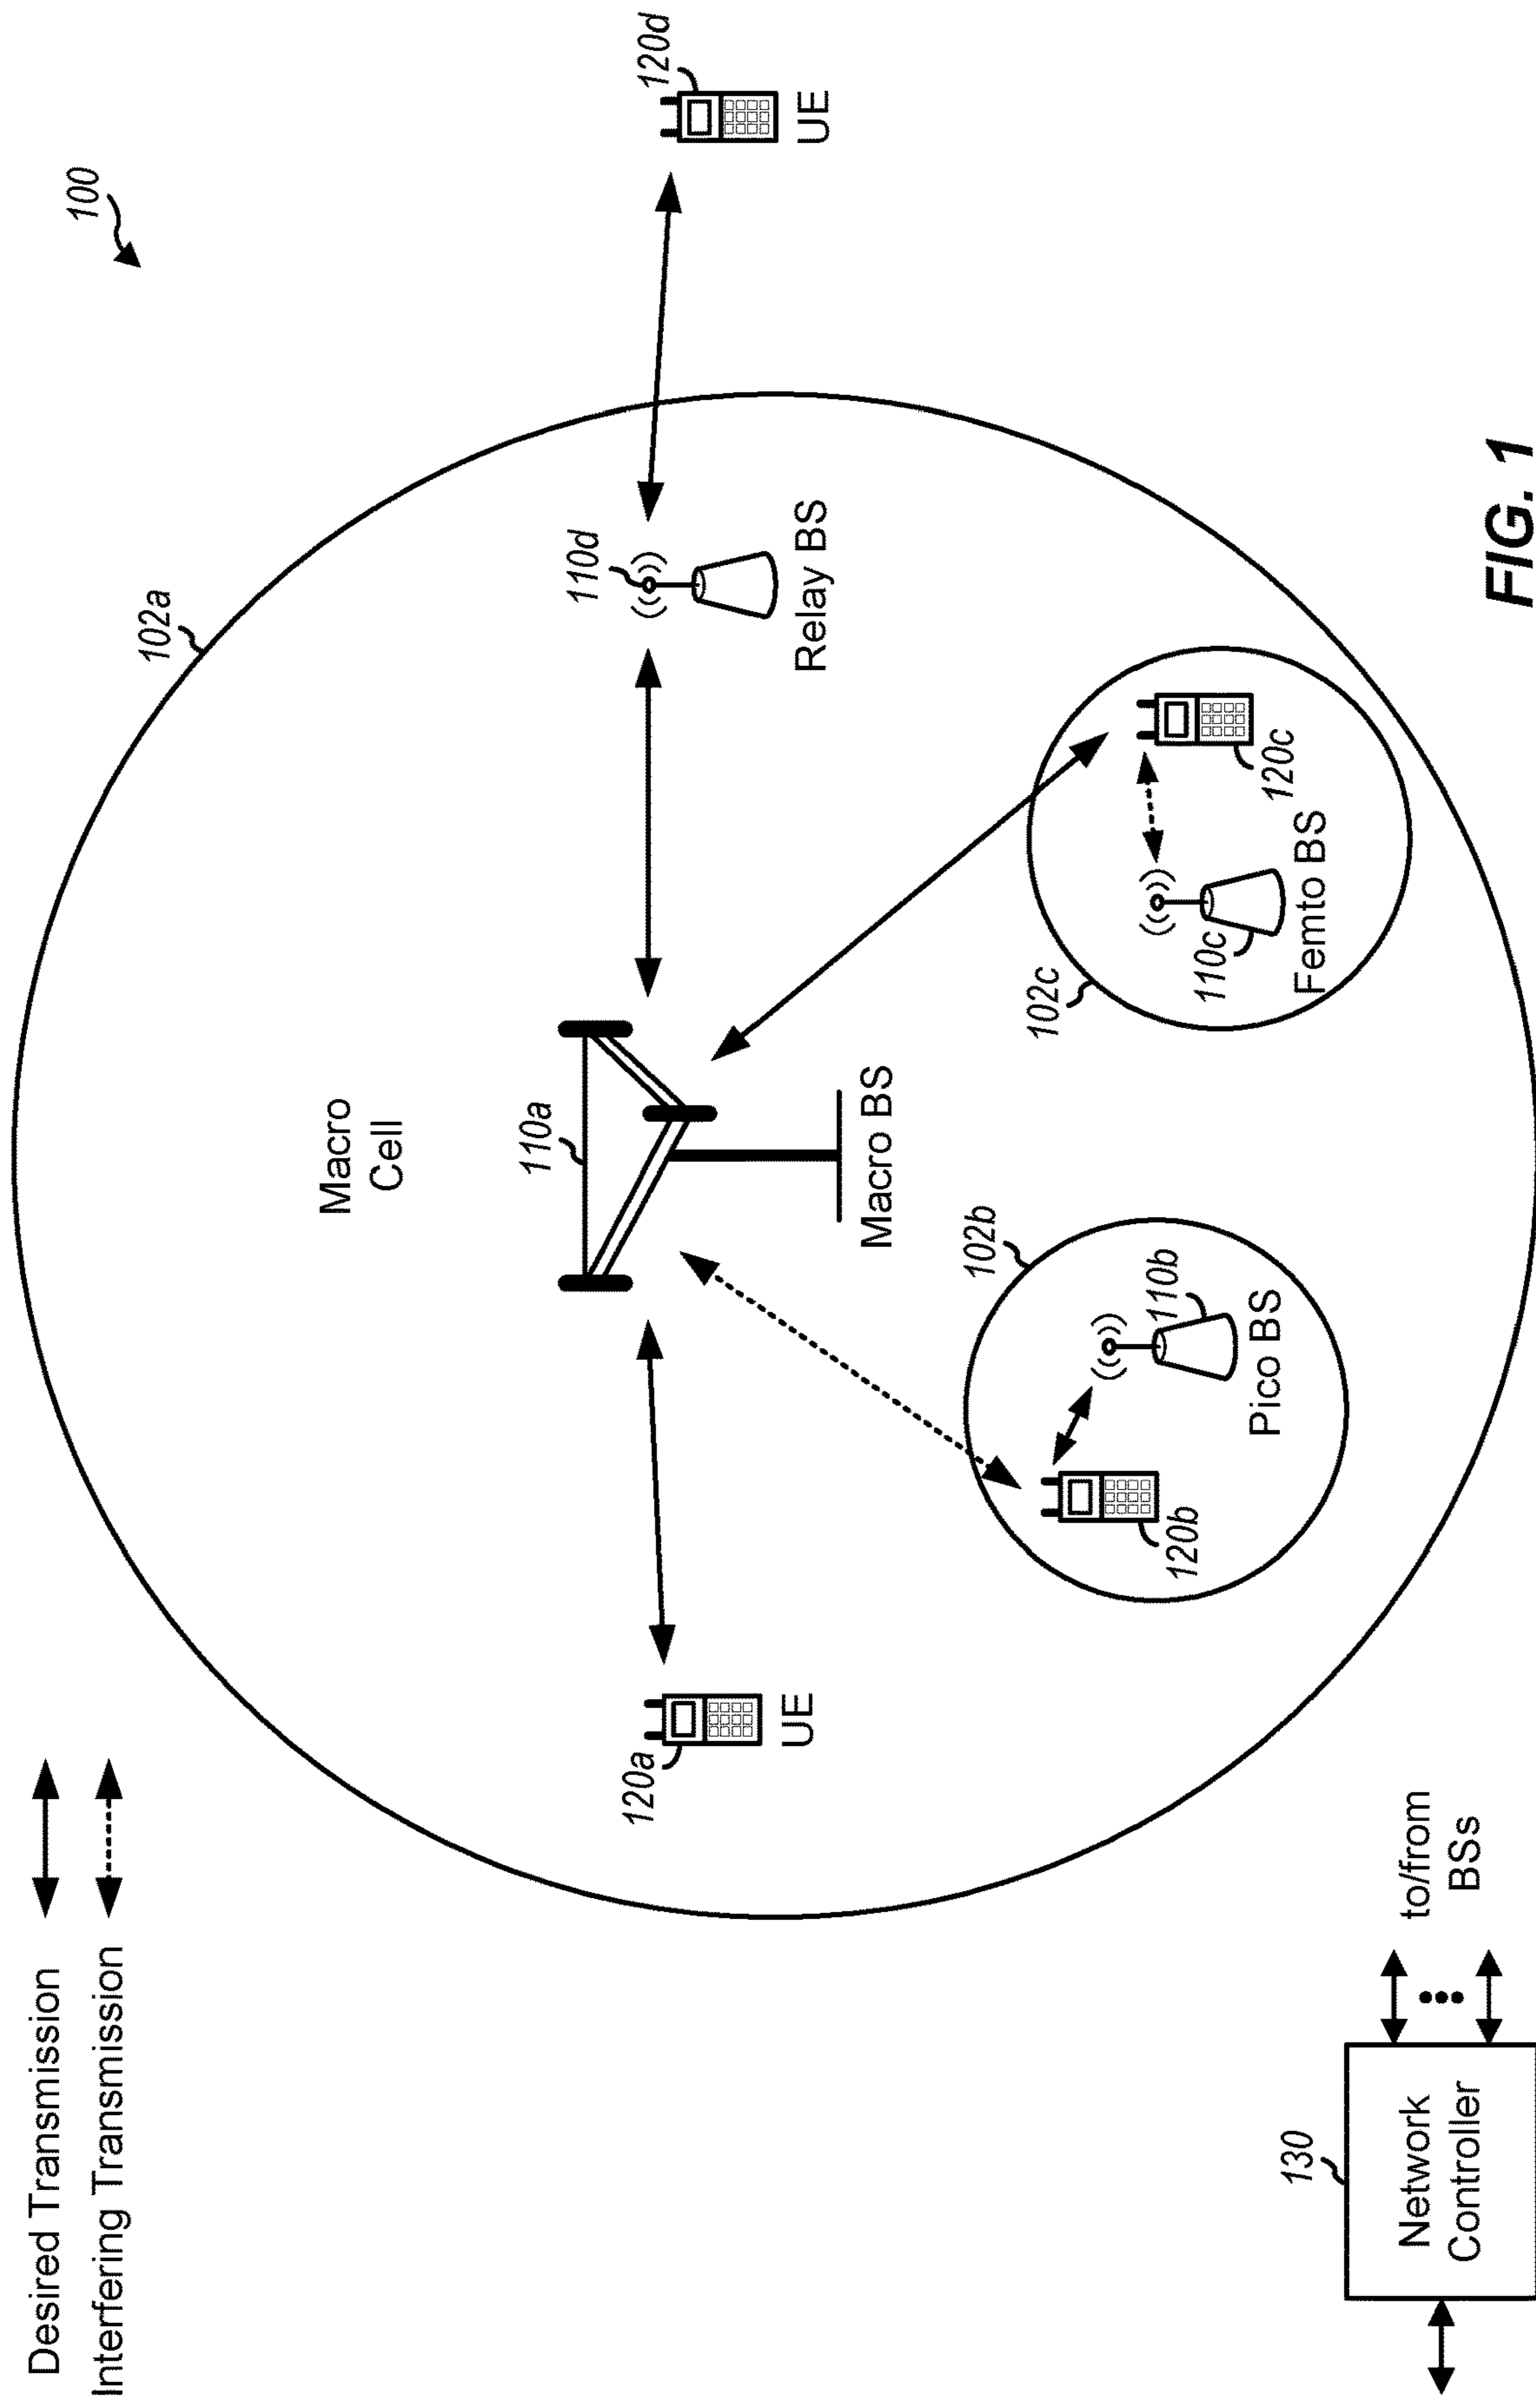 Desired Transmission
Interfering Transmission
100
102a
Macro
Cell
110a
Macro BS
110d
Relay BS
120d
UE
120a
UE
102b
110b
Pico BS
120b
102c
110c
Femto BS
120c
130
Network
Controller
to/from
BSs
FIG. 1